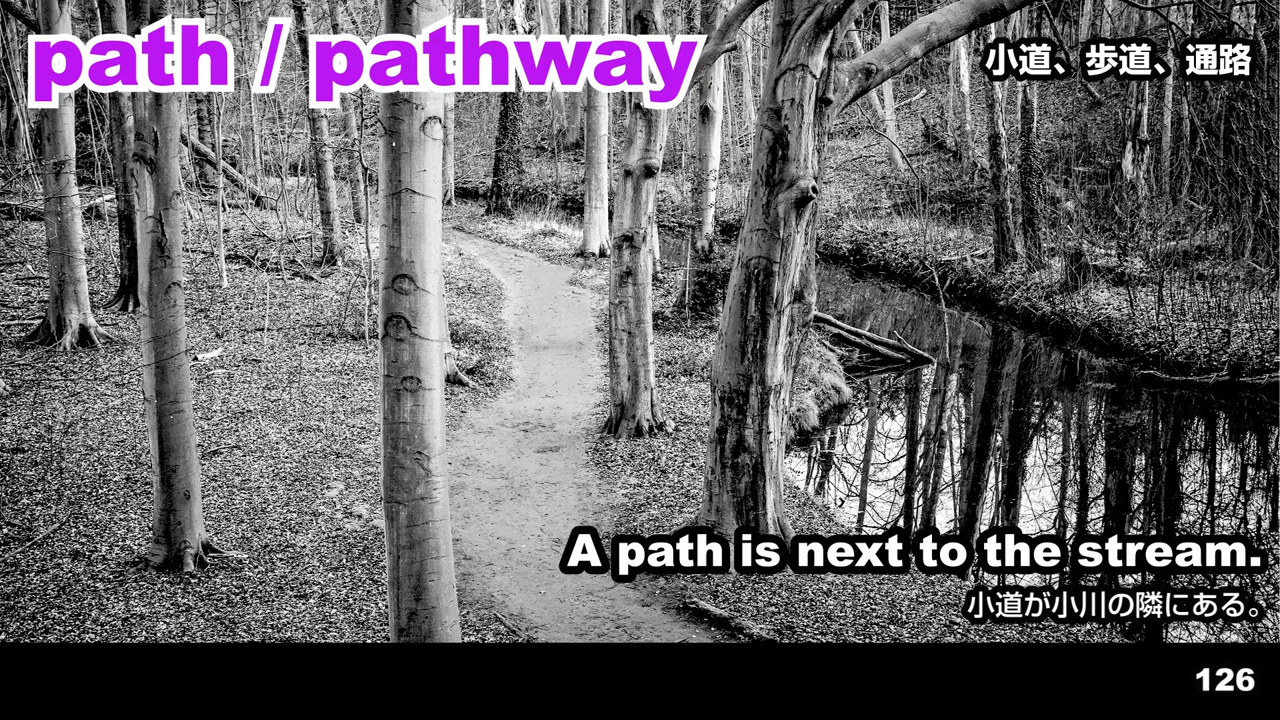 path / pathway
小道、歩道、通路
A path is next to the stream.
小道が小川の隣にある。
126